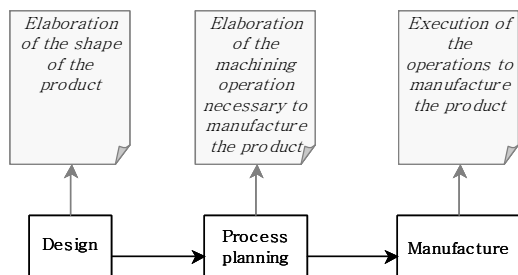 Elaboration
of the shape
of the
product
Elaboration
of the
machining
operation
necessary to
manufacture
the product
Execution of
the
operations to
manufacture
the product
Design
Process
planning
Manufacture